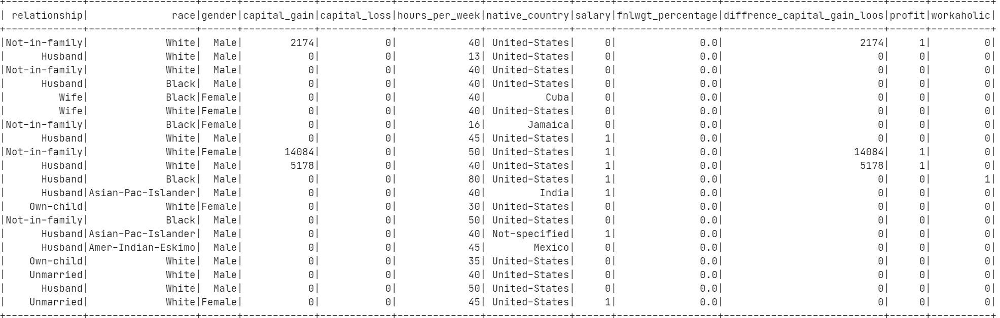 +--------------+------------------+------+------------+------------+--------------+--------------+------+-----------------+---------------------------+------+----------+
|  relationship|              race|gender|capital_gain|capital_loss|hours_per_week|native_country|salary|fnlwgt_percentage|diffrence_capital_gain_loos|profit|workaholic|
+--------------+------------------+------+------------+------------+--------------+--------------+------+-----------------+---------------------------+------+----------+
| Not-in-family|             White|  Male|        2174|           0|            40| United-States|     0|              0.0|                       2174|     1|         0|
|       Husband|             White|  Male|           0|           0|            13| United-States|     0|              0.0|                          0|     0|         0|
| Not-in-family|             White|  Male|           0|           0|            40| United-States|     0|              0.0|                          0|     0|         0|
|       Husband|             Black|  Male|           0|           0|            40| United-States|     0|              0.0|                          0|     0|         0|
|          Wife|             Black|Female|           0|           0|            40|          Cuba|     0|              0.0|                          0|     0|         0|
|          Wife|             White|Female|           0|           0|            40| United-States|     0|              0.0|                          0|     0|         0|
| Not-in-family|             Black|Female|           0|           0|            16|       Jamaica|     0|              0.0|                          0|     0|         0|
|       Husband|             White|  Male|           0|           0|            45| United-States|     1|              0.0|                          0|     0|         0|
| Not-in-family|             White|Female|       14084|           0|            50| United-States|     1|              0.0|                      14084|     1|         0|
|       Husband|             White|  Male|        5178|           0|            40| United-States|     1|              0.0|                       5178|     1|         0|
|       Husband|             Black|  Male|           0|           0|            80| United-States|     1|              0.0|                          0|     0|         1|
|       Husband|Asian-Pac-Islander|  Male|           0|           0|            40|         India|     1|              0.0|                          0|     0|         0|
|     Own-child|             White|Female|           0|           0|            30| United-States|     0|              0.0|                          0|     0|         0|
| Not-in-family|             Black|  Male|           0|           0|            50| United-States|     0|              0.0|                          0|     0|         0|
|       Husband|Asian-Pac-Islander|  Male|           0|           0|            40| Not-specified|     1|              0.0|                          0|     0|         0|
|       Husband|Amer-Indian-Eskimo|  Male|           0|           0|            45|        Mexico|     0|              0.0|                          0|     0|         0|
|     Own-child|             White|  Male|           0|           0|            35| United-States|     0|              0.0|                          0|     0|         0|
|     Unmarried|             White|  Male|           0|           0|            40| United-States|     0|              0.0|                          0|     0|         0|
|       Husband|             White|  Male|           0|           0|            50| United-States|     0|              0.0|                          0|     0|         0|
|     Unmarried|             White|Female|           0|           0|            45| United-States|     1|              0.0|                          0|     0|         0|
+--------------+------------------+------+------------+------------+--------------+--------------+------+-----------------+---------------------------+------+----------+